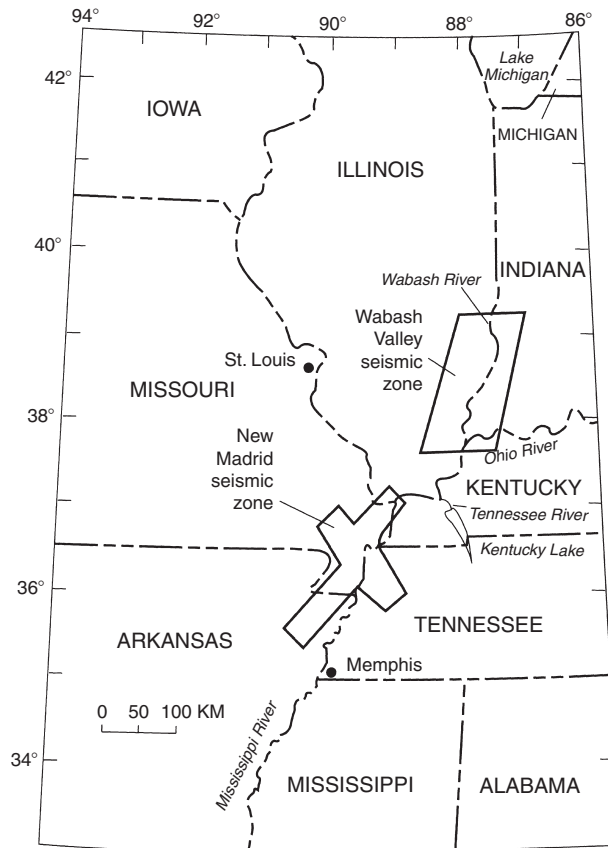 94°
92°
90°
88°
86°
42°
Lake
Michigan
IOWA
MICHIGAN
ILLINOIS
40°
INDIANA
Wabash River
Wabash
Valley
seismic
zone
St. Louis
MISSOURI
38°
New
Madrid
seismic
zone
Ohio River
KENTUCKY
Tennessee River
Kentucky Lake
36°
ARKANSAS
TENNESSEE
Memphis
0 50 100 KM
Mississippi River
34°
MISSISSIPPI
ALABAMA